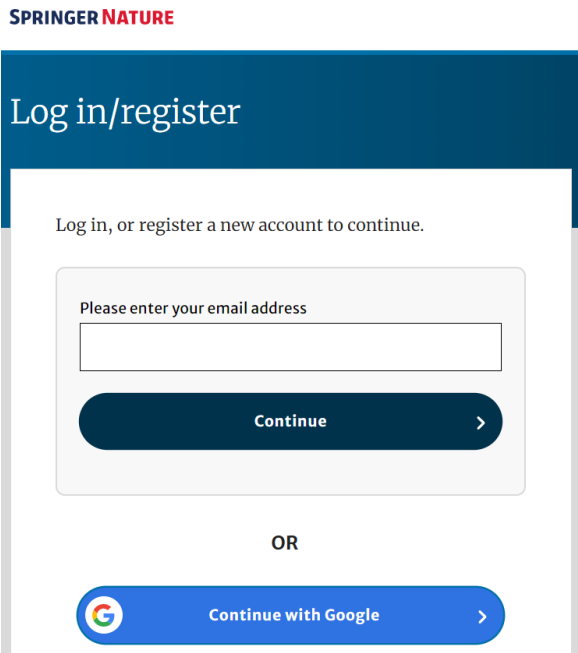 SPRINGER NATURE
Log in/register
Log in, or register a new account to continue.
Please enter your email address
Continue
OR
Continue with Google